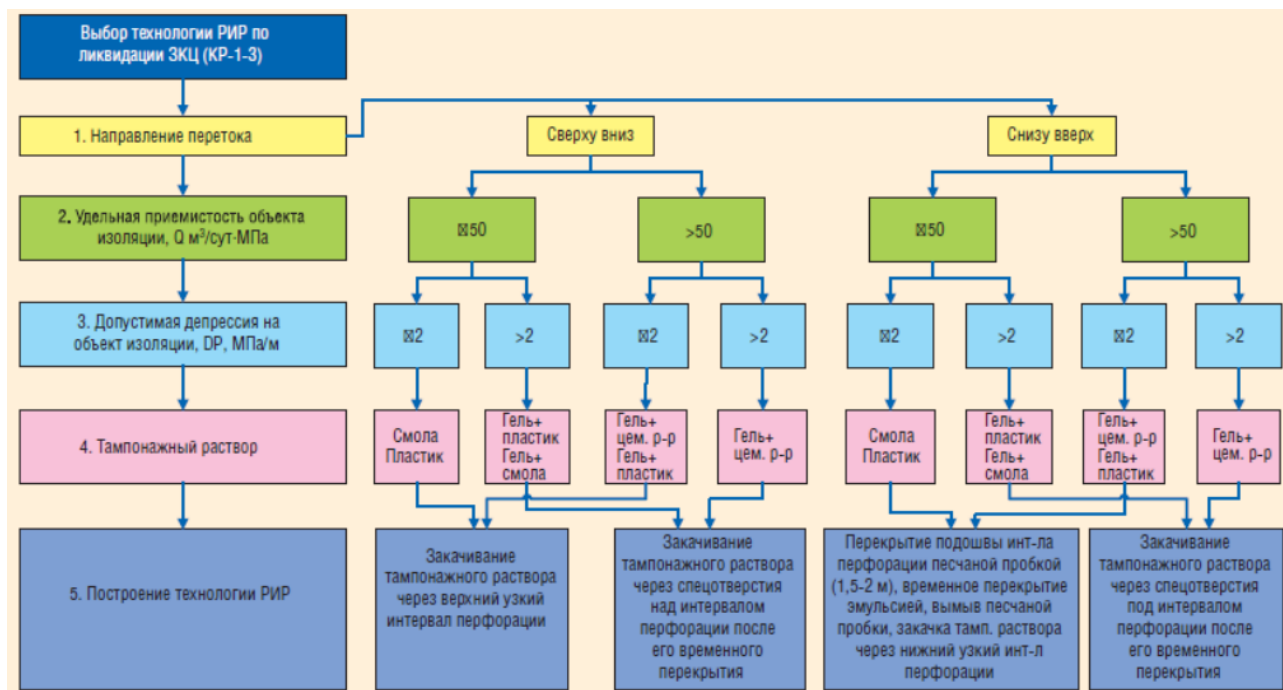 Выбор технологии РИР по
ликвидации ЗКЦ (КР-1-3)
1. Направление перетока
Сверху вниз
Снизу вверх
2. Удельная приемистость объекта
изоляции, Q м³/сут·МПа
50
>50
50
>50
3. Допустимая депрессия на
объект изоляции, DP, МПа/м
2
>2
2
>2
2
>2
2
>2
4. Тампонажный раствор
Смола
Пластик
Гель+
пластик
Гель+
смола
Гель+
цем. р-р
Гель+
пластик
Гель+
цем. р-р
Смола
Пластик
Гель+
пластик
Гель+
смола
Гель+
цем. р-р
Гель+
пластик
Гель+
цем. р-р
5. Построение технологии РИР
Закачивание
тампонажного раствора
через верхний узкий
интервал перфорации
Закачивание
тампонажного раствора
через спецотверстия
над интервалом
перфорации после
его временного
перекрытия
Перекрытие подошвы инт-ла
перфорации песчаной пробкой
(1,5-2 м), временное перекрытие
эмульсией, вымыв песчаной
пробки, закачка тамп. раствора
через нижний узкий инт-л
перфорации
Закачивание
тампонажного раствора
через спецотверстия
под интервалом
перфорации после
его временного
перекрытия